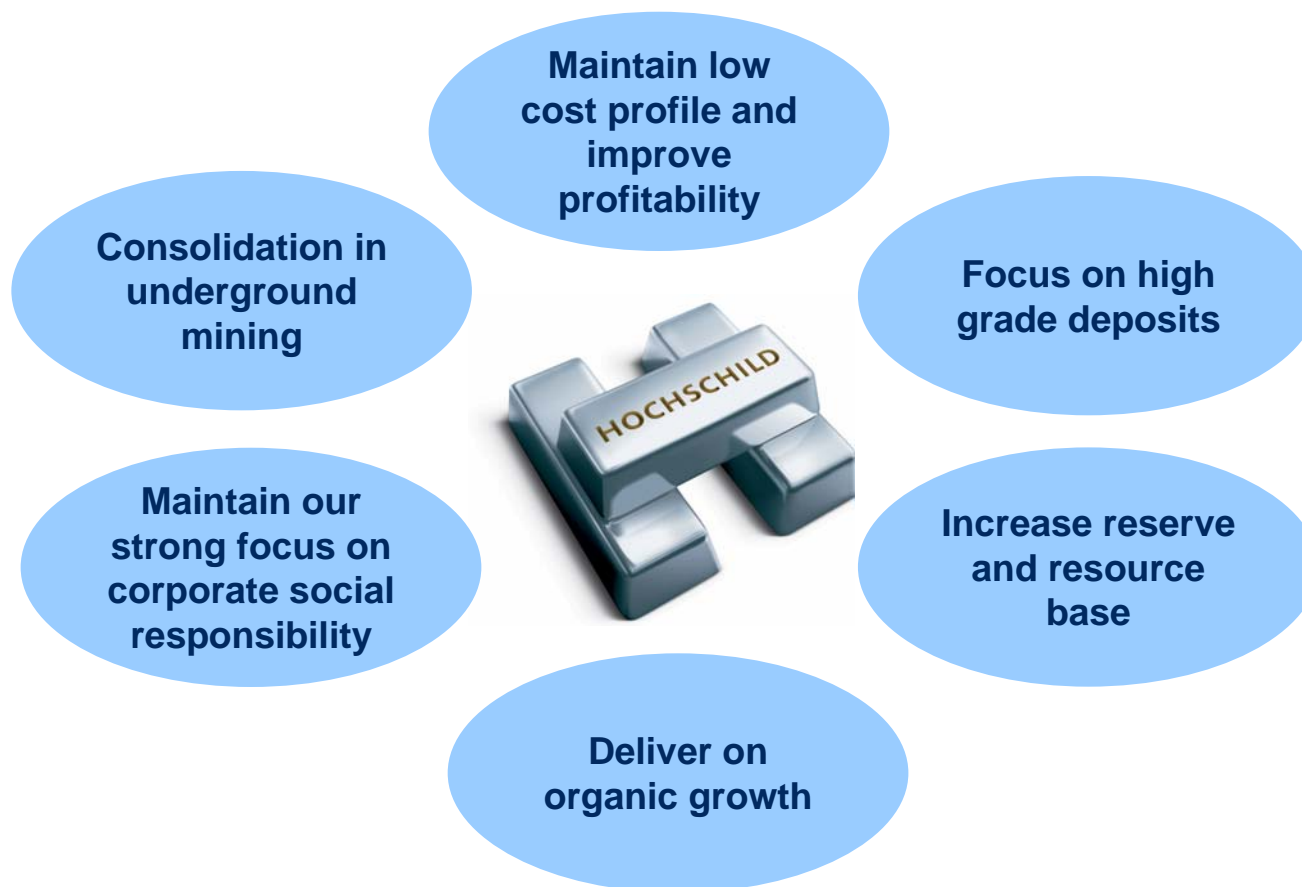 Maintain low
cost profile and
improve
profitability
Consolidation in
underground
mining
Focus on high
grade deposits
HOCHSCHILD
Maintain our
strong focus on
corporate social
responsibility
Increase reserve
and resource
base
Deliver on
organic growth